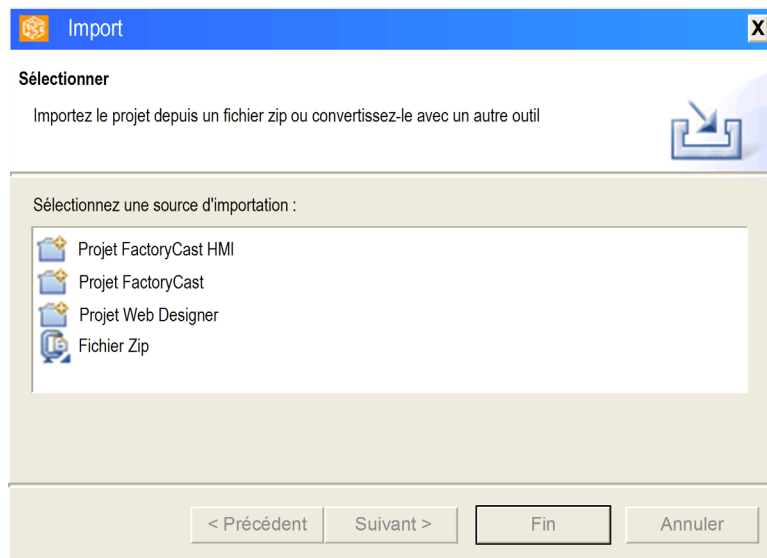 Import
X
Sélectionner
Importez le projet depuis un fichier zip ou convertissez-le avec un autre outil
Sélectionnez une source d'importation :
Projet FactoryCast HMI
Projet FactoryCast
Projet Web Designer
Fichier Zip
< Précédent Suivant > Fin Annuler